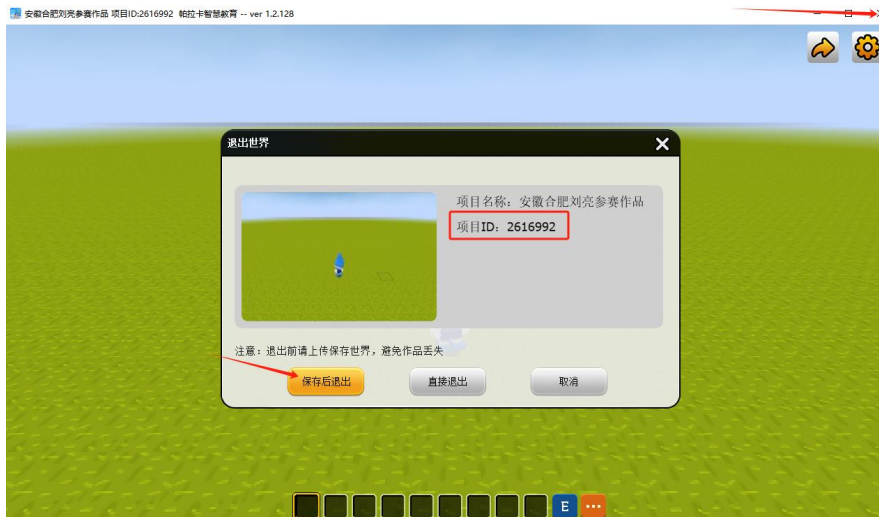 安徽合肥刘亮参赛作品 项目ID:2616992 帕拉卡智慧教育 -- ver 1.2.128
退出世界
项目名称：安徽合肥刘亮参赛作品
项目ID：2616992
注意：退出前请上传保存世界，避免作品丢失
保存后退出 直接退出 取消
E